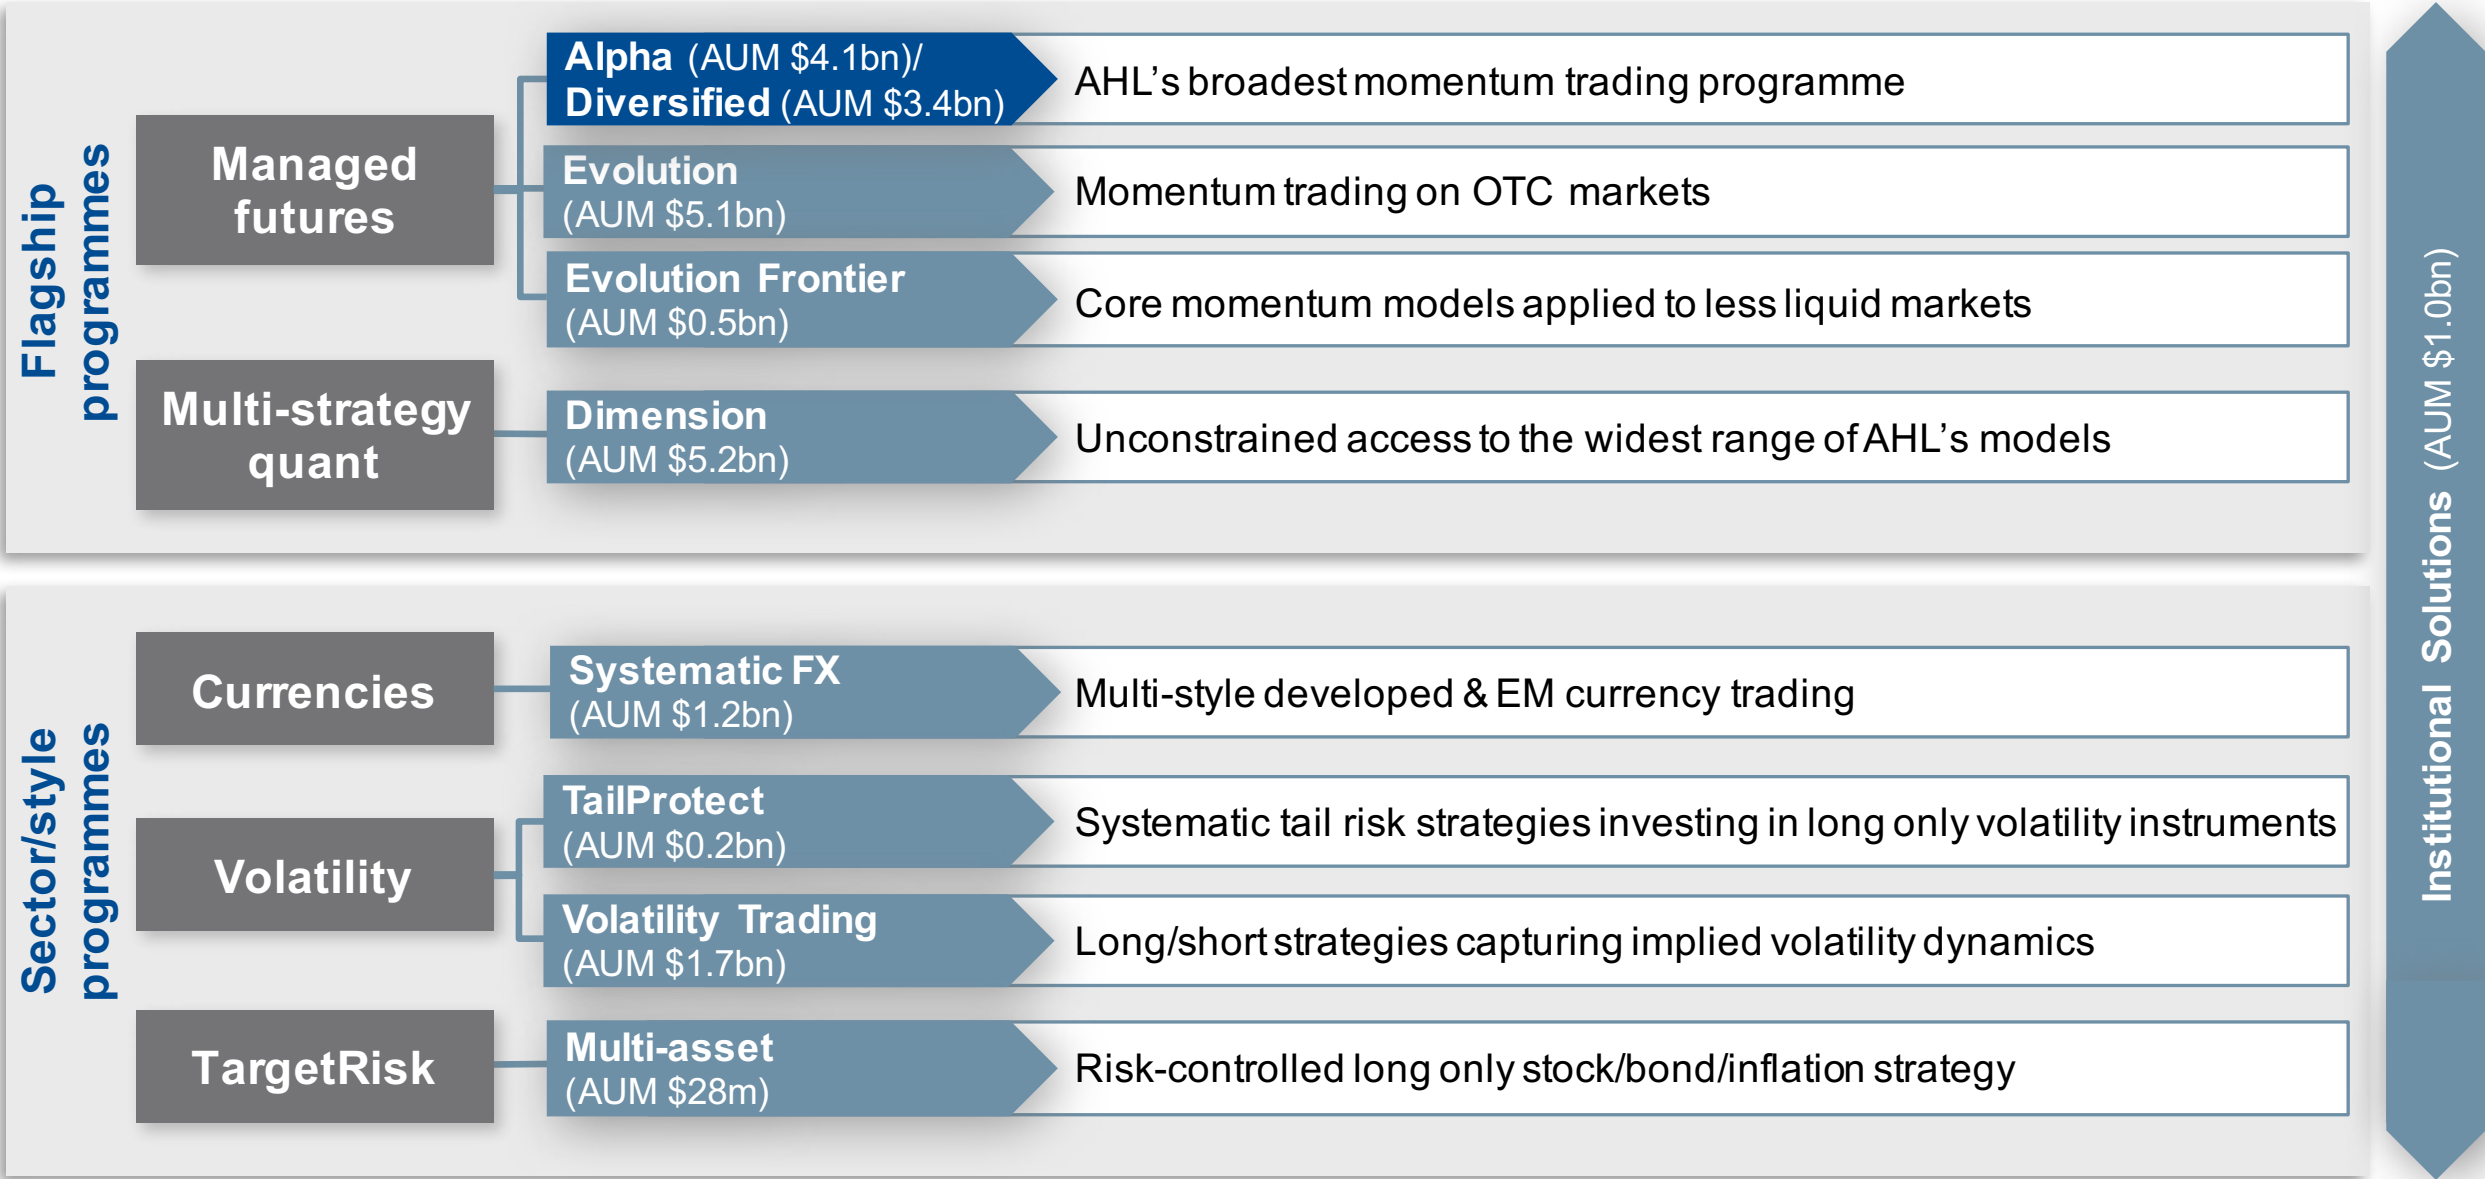 Flagship
programmes
Managed
futures
Alpha (AUM $4.1bn)/
Diversified (AUM $3.4bn)
AHL’s broadest momentum trading programme
Evolution
(AUM $5.1bn)
Momentum trading on OTC markets
Evolution Frontier
(AUM $0.5bn)
Core momentum models applied to less liquid markets
Multi-strategy
quant
Dimension
(AUM $5.2bn)
Unconstrained access to the widest range of AHL’s models
Sector/style
programmes
Currencies
Systematic FX
(AUM $1.2bn)
Multi-style developed & EM currency trading
Volatility
TailProtect
(AUM $0.2bn)
Systematic tail risk strategies investing in long only volatility instruments
Volatility Trading
(AUM $1.7bn)
Long/short strategies capturing implied volatility dynamics
TargetRisk
Multi-asset
(AUM $28m)
Risk-controlled long only stock/bond/inflation strategy
Institutional Solutions (AUM $1.0bn)